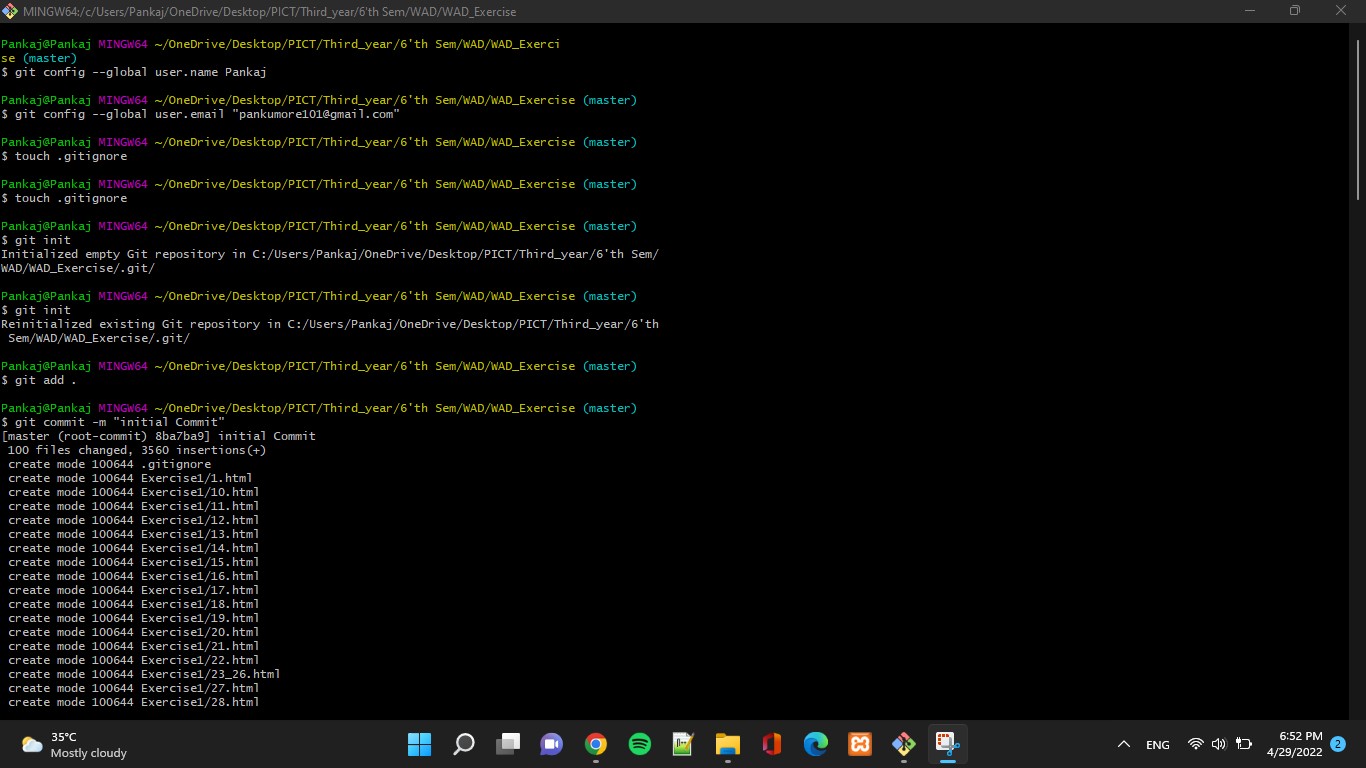 MINGW64:/c/Users/Pankaj/OneDrive/Desktop/PICT/Third_year/6'th Sem/WAD/WAD_Exercise
Pankaj@Pankaj MINGW64 ~/OneDrive/Desktop/PICT/Third_year/6'th Sem/WAD/WAD_Exerci
se (master)
$ git config --global user.name Pankaj
Pankaj@Pankaj MINGW64 ~/OneDrive/Desktop/PICT/Third_year/6'th Sem/WAD/WAD_Exercise (master)
$ git config --global user.email "pankumore101@gmail.com"
Pankaj@Pankaj MINGW64 ~/OneDrive/Desktop/PICT/Third_year/6'th Sem/WAD/WAD_Exercise (master)
$ touch .gitignore
Pankaj@Pankaj MINGW64 ~/OneDrive/Desktop/PICT/Third_year/6'th Sem/WAD/WAD_Exercise (master)
$ touch .gitignore
Pankaj@Pankaj MINGW64 ~/OneDrive/Desktop/PICT/Third_year/6'th Sem/WAD/WAD_Exercise (master)
$ git init
Initialized empty Git repository in C:/Users/Pankaj/OneDrive/Desktop/PICT/Third_year/6'th Sem/
WAD/WAD_Exercise/.git/
Pankaj@Pankaj MINGW64 ~/OneDrive/Desktop/PICT/Third_year/6'th Sem/WAD/WAD_Exercise (master)
$ git init
Reinitialized existing Git repository in C:/Users/Pankaj/OneDrive/Desktop/PICT/Third_year/6'th
 Sem/WAD/WAD_Exercise/.git/
Pankaj@Pankaj MINGW64 ~/OneDrive/Desktop/PICT/Third_year/6'th Sem/WAD/WAD_Exercise (master)
$ git add .
Pankaj@Pankaj MINGW64 ~/OneDrive/Desktop/PICT/Third_year/6'th Sem/WAD/WAD_Exercise (master)
$ git commit -m "initial Commit"
[master (root-commit) 8ba7ba9] initial Commit
 100 files changed, 3560 insertions(+)
 create mode 100644 .gitignore
 create mode 100644 Exercise1/1.html
 create mode 100644 Exercise1/10.html
 create mode 100644 Exercise1/11.html
 create mode 100644 Exercise1/12.html
 create mode 100644 Exercise1/13.html
 create mode 100644 Exercise1/14.html
 create mode 100644 Exercise1/15.html
 create mode 100644 Exercise1/16.html
 create mode 100644 Exercise1/17.html
 create mode 100644 Exercise1/18.html
 create mode 100644 Exercise1/19.html
 create mode 100644 Exercise1/20.html
 create mode 100644 Exercise1/21.html
 create mode 100644 Exercise1/22.html
 create mode 100644 Exercise1/23_26.html
 create mode 100644 Exercise1/27.html
 create mode 100644 Exercise1/28.html
35°C
Mostly cloudy
ENG
6:52 PM
4/29/2022
2